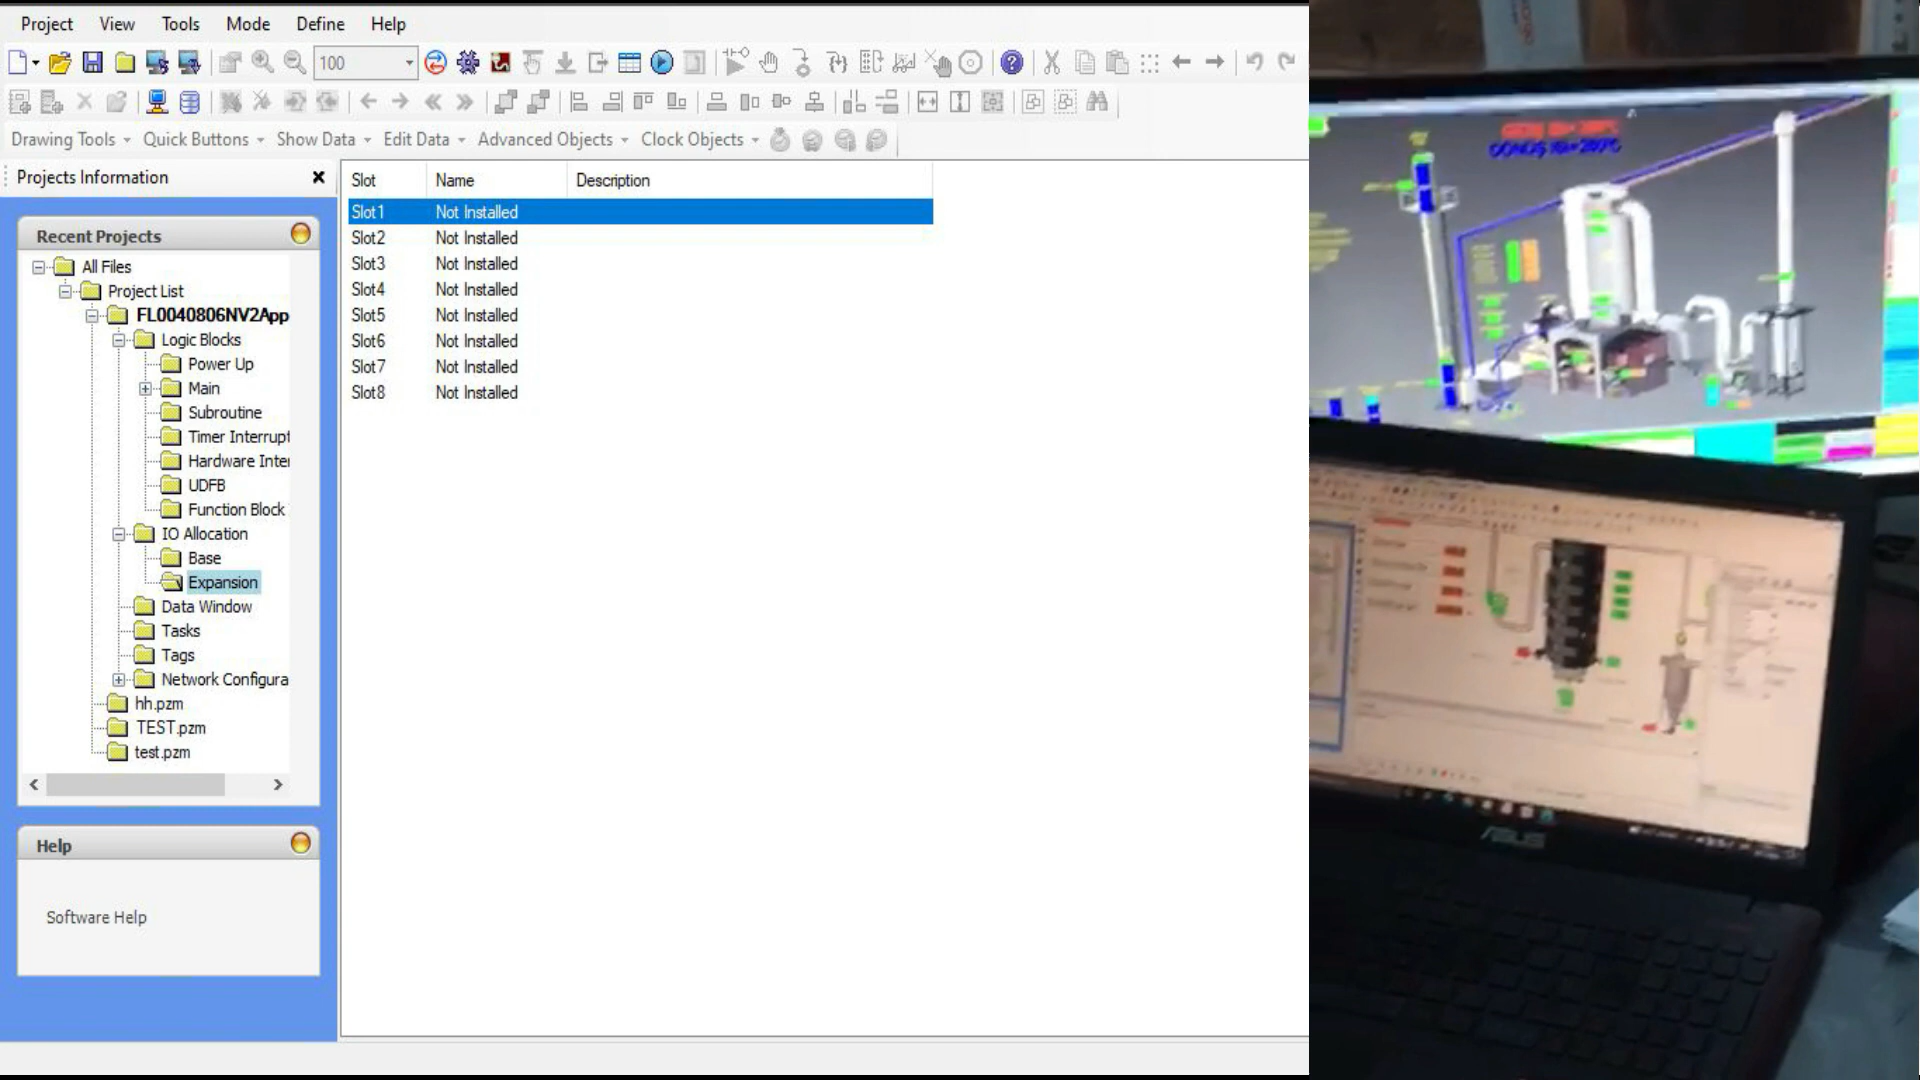 Project View Tools Mode Define Help
100
Drawing Tools Quick Buttons Show Data Edit Data Advanced Objects Clock Objects
Projects Information
Recent Projects
All Files
Project List
FL0040806NV2App
Logic Blocks
Power Up
Main
Subroutine
Timer Interrupt
Hardware Inter
UDFB
Function Block
IO Allocation
Base
Expansion
Data Window
Tasks
Tags
Network Configura
hh.pzm
TEST.pzm
test.pzm
Help
Software Help
Slot Name Description
Slot1 Not Installed
Slot2 Not Installed
Slot3 Not Installed
Slot4 Not Installed
Slot5 Not Installed
Slot6 Not Installed
Slot7 Not Installed
Slot8 Not Installed
ASUS